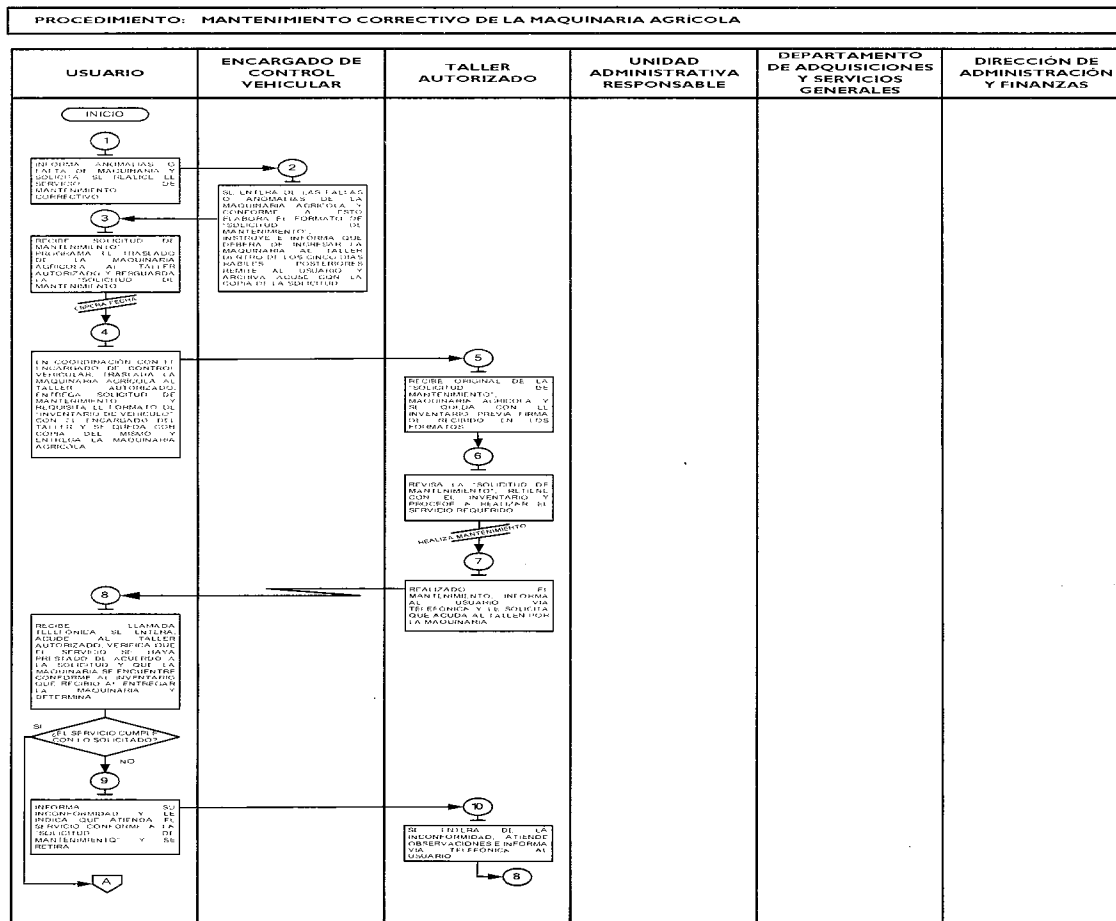 PROCEDIMIENTO: MANTENIMIENTO CORRECTIVO DE LA MAQUINARIA AGRÍCOLA
USUARIO
ENCARGADO DE
CONTROL
VEHICULAR
TALLER
AUTORIZADO
UNIDAD
ADMINISTRATIVA
RESPONSABLE
DEPARTAMENTO
DE ADQUISICIONES
Y SERVICIOS
GENERALES
DIRECCIÓN DE
ADMINISTRACIÓN
Y FINANZAS
INICIO
1
INFORMA ANOMALIAS O
FALTA DE MAQUINARIA Y
SOLICITA SE REALICE EL
SERVICIO DE
MANTENIMIENTO
CORRECTIVO
2
SE ENTERA DE LAS FALLAS
O ANOMALIAS DE LA
MAQUINARIA AGRÍCOLA Y
CONFORME A ESTO
ELABORA EL FORMATO DE
"SOLICITUD DE
MANTENIMIENTO",
INSTRUYE E INFORMA QUE
DEBERA DE INGRESAR LA
MAQUINARIA AL TALLER
DENTRO DE LOS CINCO DIAS
HABILES POSTERIORES
REMITE AL USUARIO Y
ARCHIVA ACUSE CON LA
COPIA DE LA SOLICITUD
3
RECIBE "SOLICITUD DE
MANTENIMIENTO"
PROGRAMA EL TRASLADO
DE LA MAQUINARIA
AGRÍCOLA AL TALLER
AUTORIZADO Y RESGUARDA
LA "SOLICITUD DE
MANTENIMIENTO
ESPERA FECHA
4
EN COORDINACIÓN CON EL
ENCARGADO DE CONTROL
VEHICULAR, TRASLADA LA
MAQUINARIA AGRÍCOLA AL
TALLER AUTORIZADO,
ENTREGA SOLICITUD DE
MANTENIMIENTO Y
REQUISITA EL FORMATO DE
"INVENTARIO DE VEHICULO"
CON EL ENCARGADO DEL
TALLER Y SE QUEDA CON
COPIA DEL MISMO Y
ENTREGA LA MAQUINARIA
AGRÍCOLA
5
RECIBE ORIGINAL DE LA
"SOLICITUD DE
MANTENIMIENTO",
MAQUINARIA AGRICOLA Y
SE QUEDA CON EL
INVENTARIO PREVIA FIRMA
DE RECIBIDO EN LOS
FORMATOS
6
REVISA LA "SOLICITUD DE
MANTENIMIENTO", RETIENE
CON EL INVENTARIO Y
PROCEDE A REALIZAR EL
SERVICIO REQUERIDO
REALIZA MANTENIMIENTO
7
REALIZADO EL
MANTENIMIENTO, INFORMA
AL USUARIO VIA
TELEFÓNICA Y LE SOLICITA
QUE ACUDA AL TALLER POR
LA MAQUINARIA
8
RECIBE LLAMADA
TELEFÓNICA SE ENTERA,
ACUDE AL TALLER
AUTORIZADO, VERIFICA QUE
EL SERVICIO SE HAYA
PRESTADO DE ACUERDO A
LA SOLICITUD Y QUE LA
MAQUINARIA SE ENCUENTRE
CONFORME AL INVENTARIO
QUE RECIBIO AL ENTREGAR
LA MAQUINARIA Y
DETERMINA
SI
¿EL SERVICIO CUMPLE
CON LO SOLICITADO?
NO
9
INFORMA SU
INCONFORMIDAD Y LE
INDICA QUE ATIENDA EL
SERVICIO CONFORME A LA
"SOLICITUD DE
MANTENIMIENTO" Y SE
RETIRA
10
SE ENTERA DE LA
INCONFORMIDAD, ATIENDE
OBSERVACIONES E INFORMA
VIA TELEFÓNICA AL
USUARIO
8
A